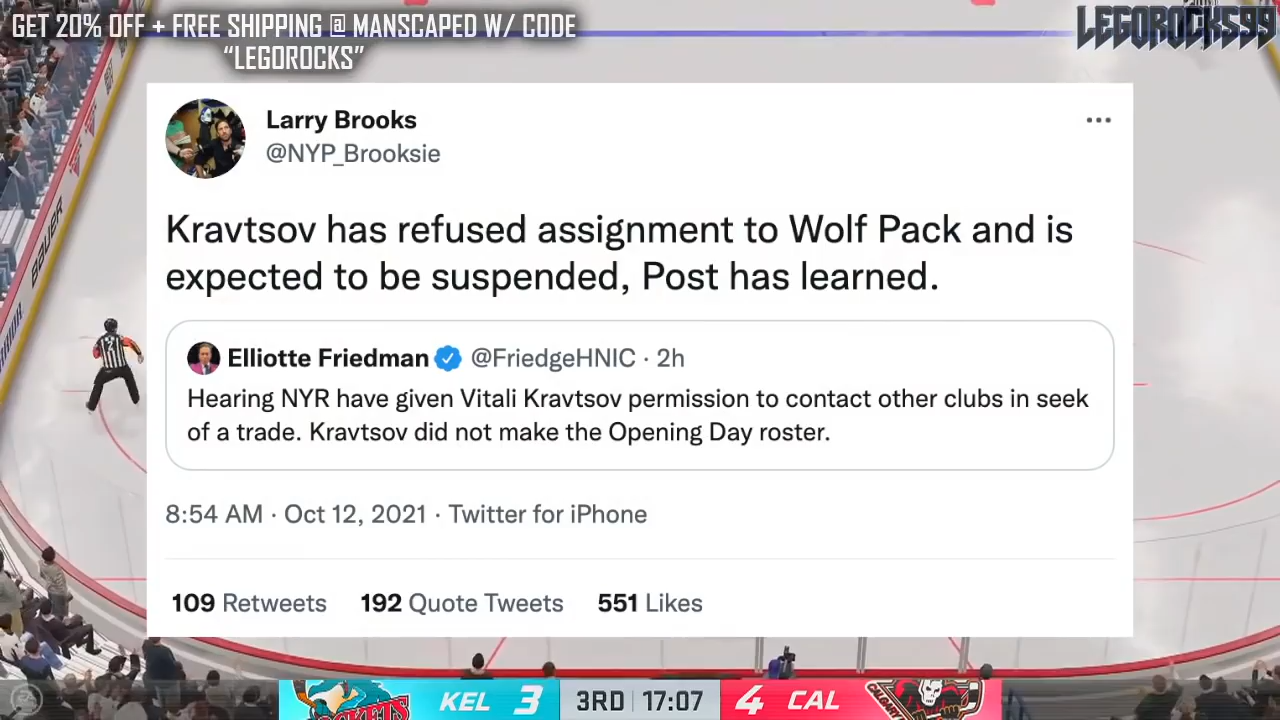 GET 20% OFF + FREE SHIPPING @ MANSCAPED W/ CODE
“LEGOROCKS”
LEGOROCKS99
Larry Brooks
@NYP_Brooksie
Kravtsov has refused assignment to Wolf Pack and is
expected to be suspended, Post has learned.
Elliotte Friedman @FriedgeHNIC · 2h
Hearing NYR have given Vitali Kravtsov permission to contact other clubs in seek
of a trade. Kravtsov did not make the Opening Day roster.
8:54 AM · Oct 12, 2021 · Twitter for iPhone
109 Retweets 192 Quote Tweets 551 Likes
BAUER
KEL 3 3RD 17:07 4 CAL